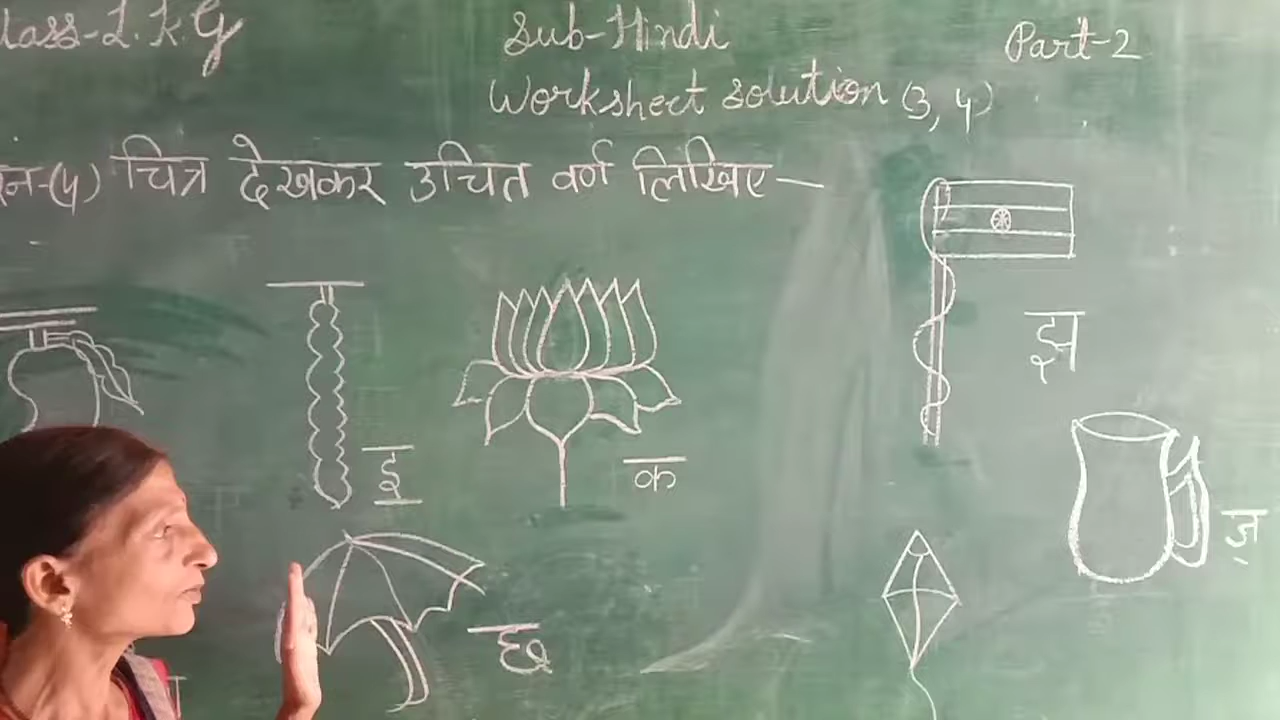 lass-L.K.G
Sub-Hindi
Part-2
Worksheet solution (3, 4)
श्न-(4) चित्र देखकर उचित वर्ण लिखिए—
झ
ई
क
ज
छ